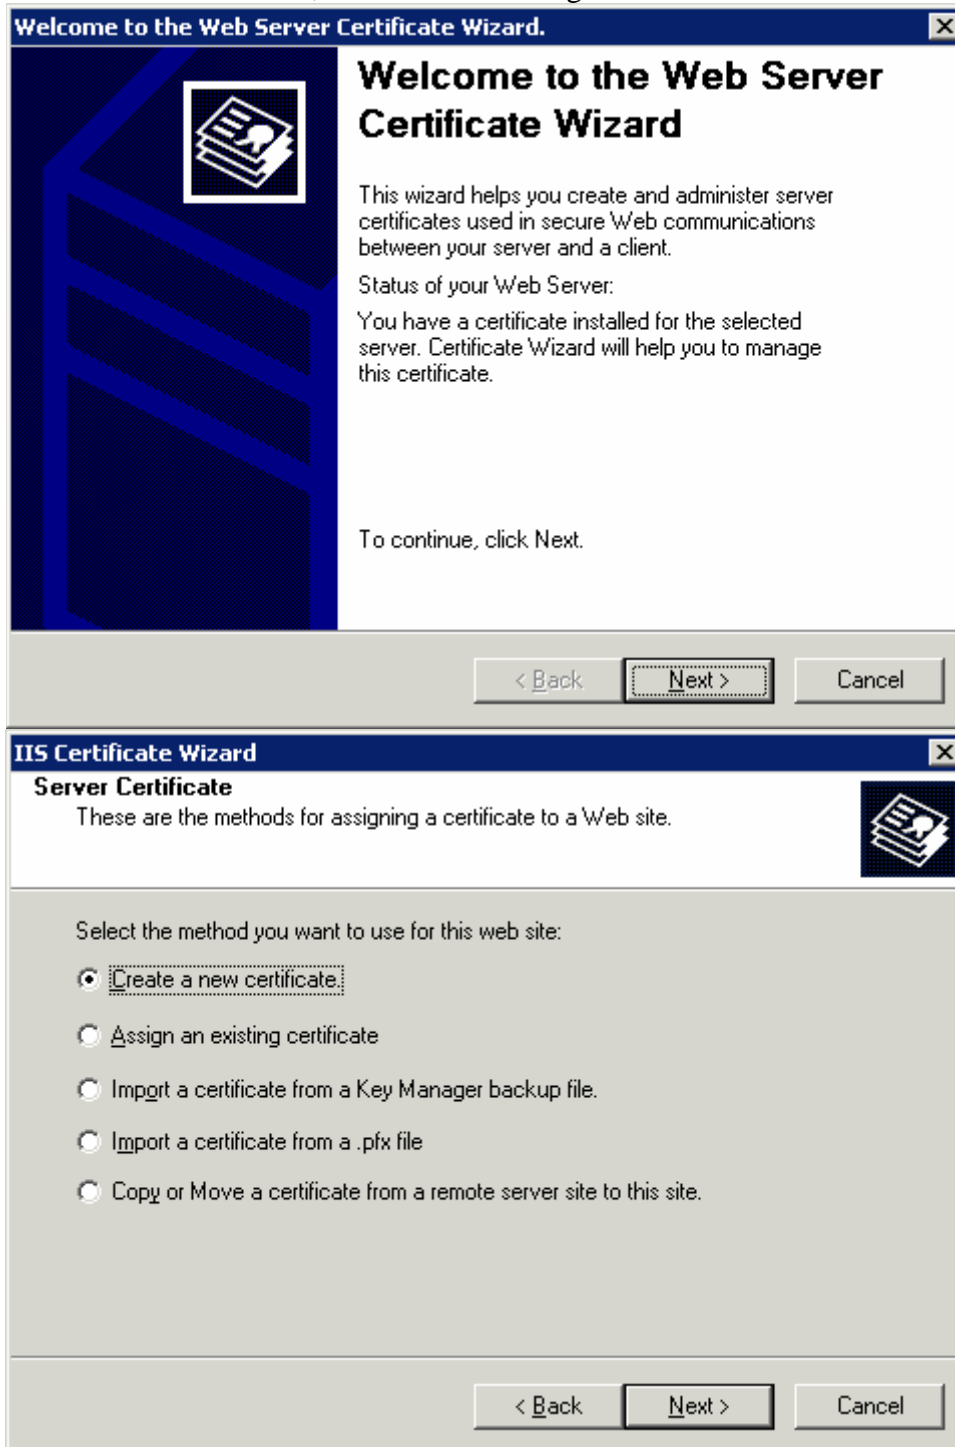 Welcome to the Web Server Certificate Wizard.
Welcome to the Web Server
Certificate Wizard
This wizard helps you create and administer server
certificates used in secure Web communications
between your server and a client.
Status of your Web Server:
You have a certificate installed for the selected
server. Certificate Wizard will help you to manage
this certificate.
To continue, click Next.
< Back Next > Cancel
IIS Certificate Wizard
Server Certificate
These are the methods for assigning a certificate to a Web site.
Select the method you want to use for this web site:
Create a new certificate.
Assign an existing certificate
Import a certificate from a Key Manager backup file.
Import a certificate from a .pfx file
Copy or Move a certificate from a remote server site to this site.
< Back Next > Cancel